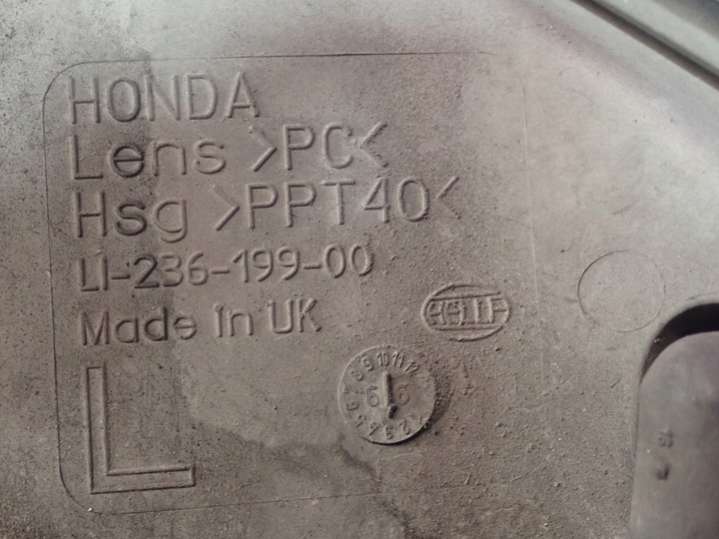 HONDA
Lens >PC<
Hsg >PPT40<
LI-236-199-00
Made in UK
HELLA
L